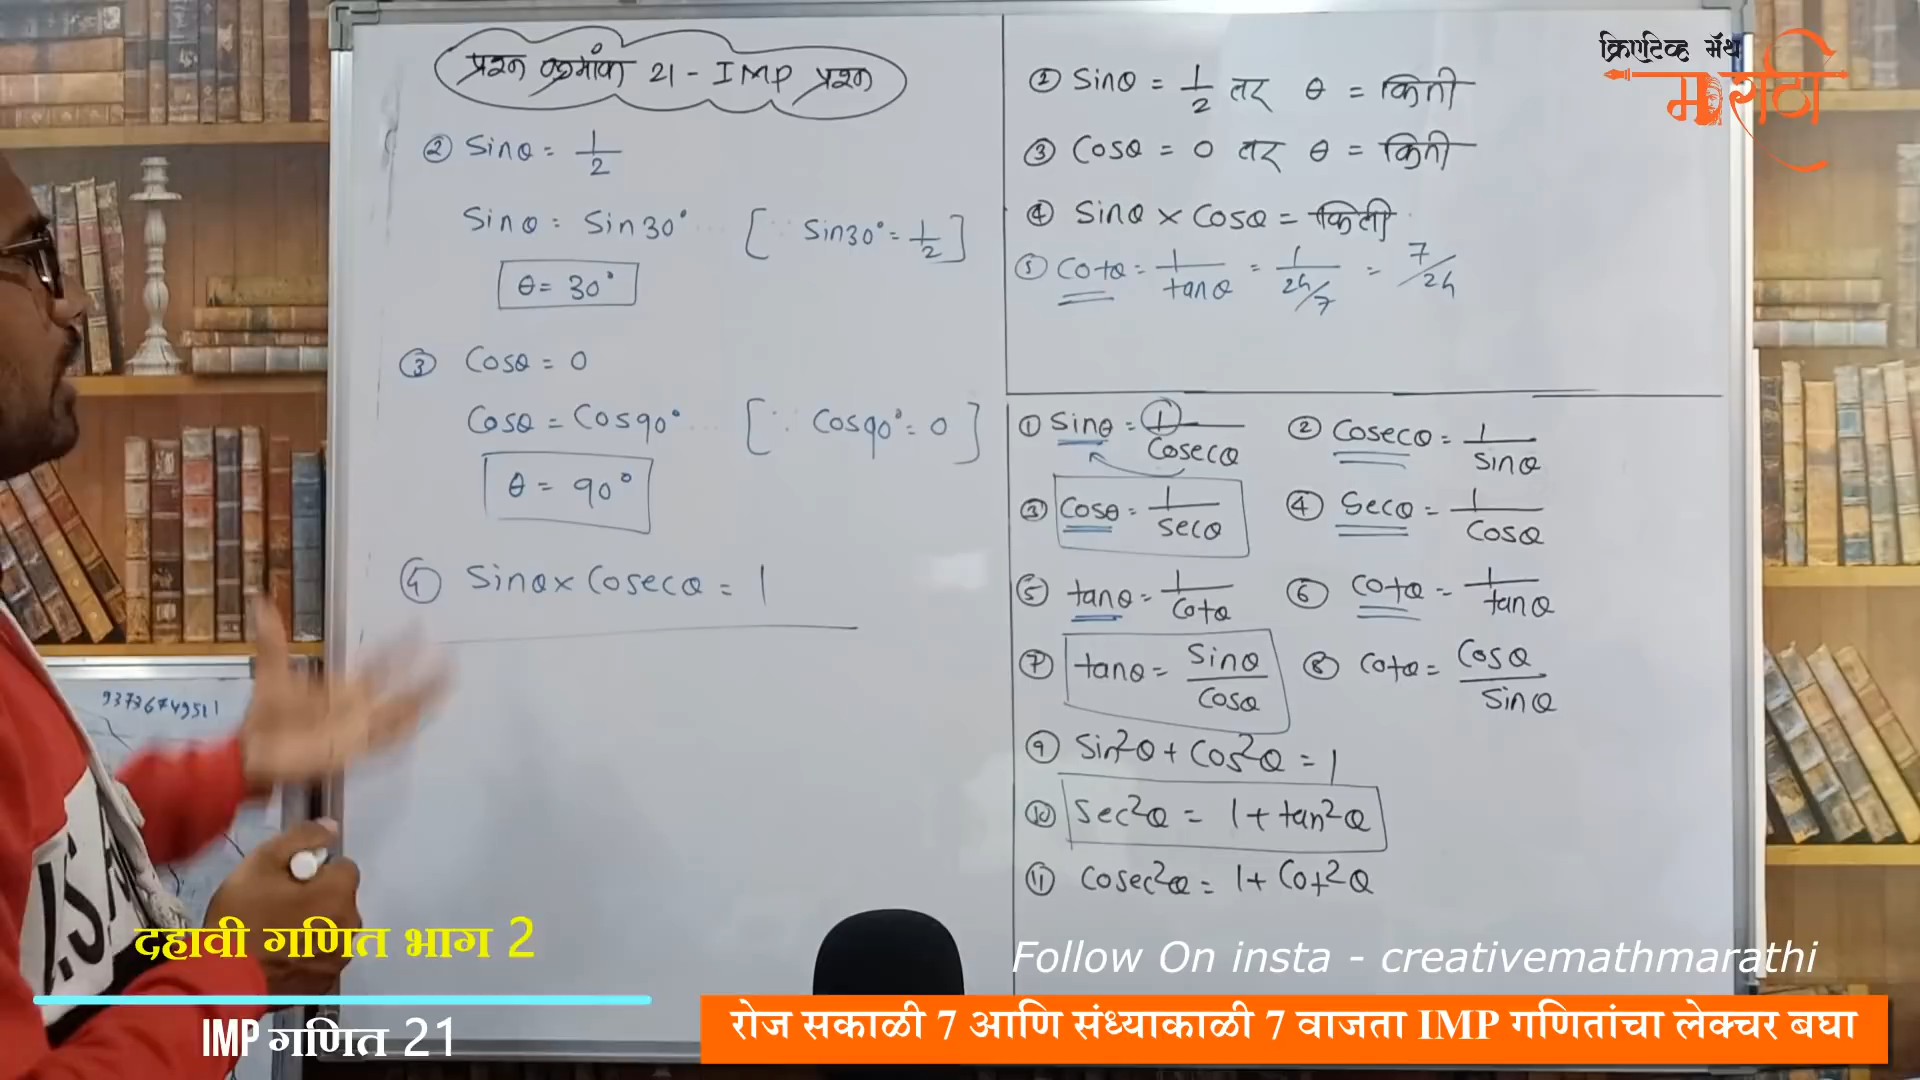 प्रश्न क्रमांक 21 - IMP प्रश्न
② Sinθ = 1/2
Sinθ = Sin30° [∵ Sin30° = 1/2]
θ = 30°
③ Cosθ = 0
Cosθ = Cos90° [∵ Cos90° = 0]
θ = 90°
④ Sinθ × Cosecθ = 1
② Sinθ = 1/2 तर θ = किती
③ Cosθ = 0 तर θ = किती
④ Sinθ × Cosθ = किती
⑤ Cotθ = 1/tanθ = 1/24/7 = 7/24
① Sinθ = 1/Cosecθ ② Cosecθ = 1/Sinθ
③ Cosθ = 1/Secθ ④ Secθ = 1/Cosθ
⑤ tanθ = 1/Cotθ ⑥ Cotθ = 1/tanθ
⑦ tanθ = Sinθ/Cosθ ⑧ Cotθ = Cosθ/Sinθ
⑨ Sin²θ + Cos²θ = 1
⑩ Sec²θ = 1 + tan²θ
⑪ Cosec²θ = 1 + Cot²θ
क्रिएटिव्ह मॅथ
मराठी
दहावी गणित भाग 2
IMP गणित 21
Follow On insta - creativemathmarathi
रोज सकाळी 7 आणि संध्याकाळी 7 वाजता IMP गणितांचा लेक्चर बघा